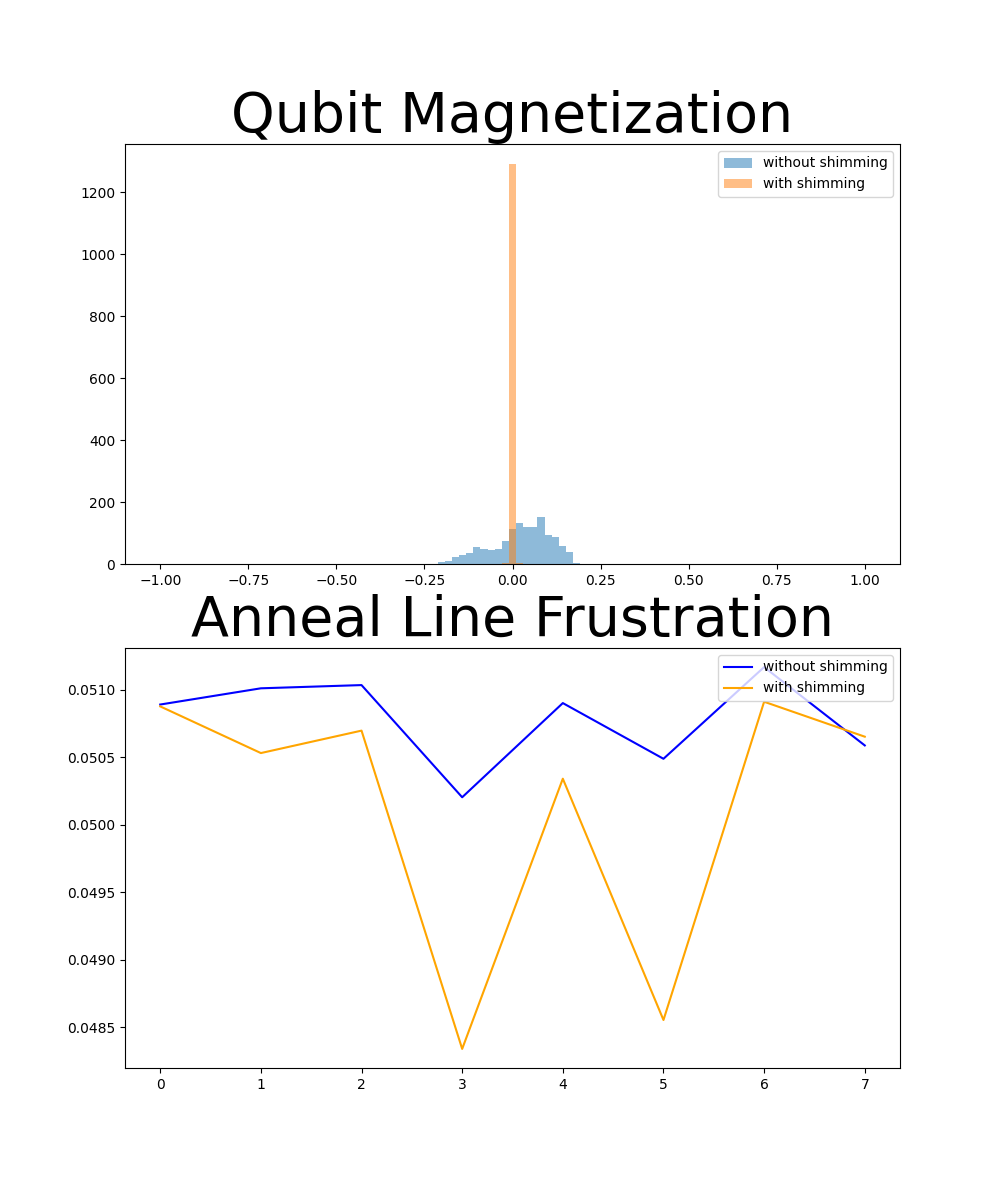 Qubit Magnetization
without shimming
with shimming
1200
1000
800
600
400
200
0
−1.00 −0.75 −0.50 −0.25 0.00 0.25 0.50 0.75 1.00
Anneal Line Frustration
without shimming
with shimming
0.0510
0.0505
0.0500
0.0495
0.0490
0.0485
0 1 2 3 4 5 6 7